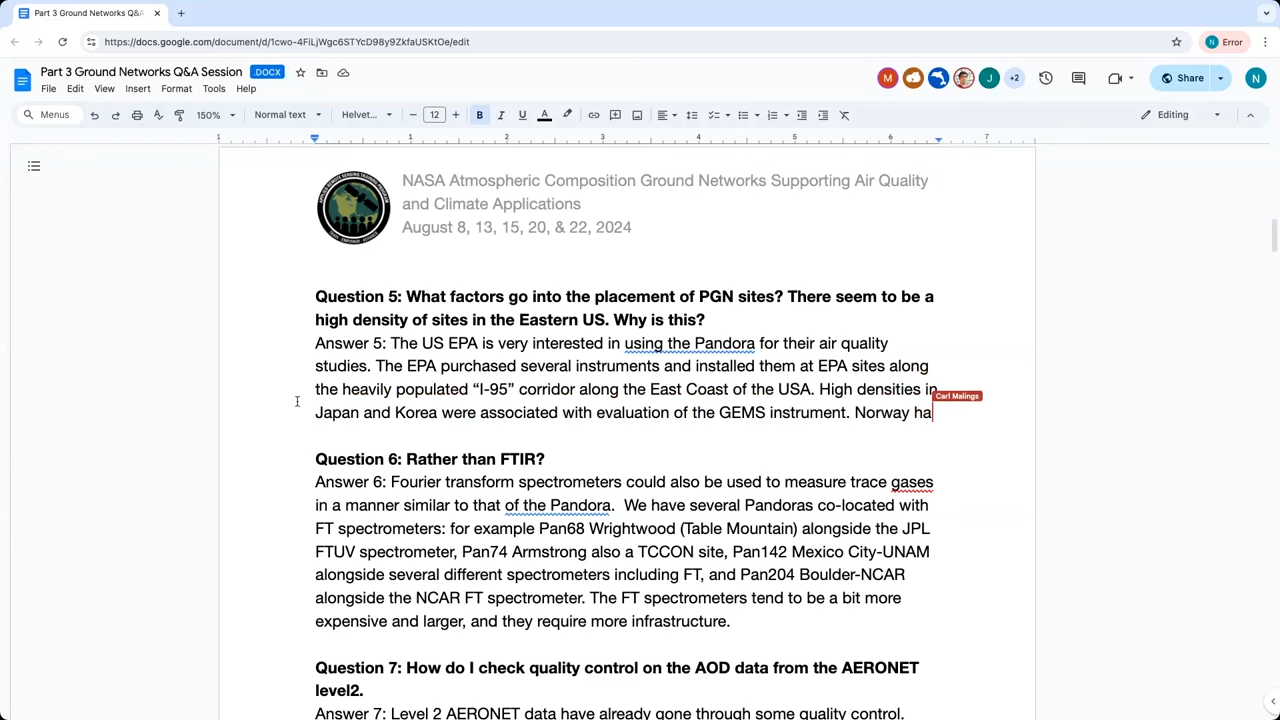 Part 3 Ground Networks Q&A
https://docs.google.com/document/d/1cwo-4FiLjWgc6STYcD98y9ZkfaUSKtOe/edit
N Error
Part 3 Ground Networks Q&A Session .DOCX
M J +2 Share N
File Edit View Insert Format Tools Help
Menus 150% Normal text Helvet... 12 B I U A Editing
1 1 2 3 4 5 6 7
NASA Atmospheric Composition Ground Networks Supporting Air Quality
and Climate Applications
August 8, 13, 15, 20, & 22, 2024
Question 5: What factors go into the placement of PGN sites? There seem to be a
high density of sites in the Eastern US. Why is this?
Answer 5: The US EPA is very interested in using the Pandora for their air quality
studies. The EPA purchased several instruments and installed them at EPA sites along
the heavily populated “I-95” corridor along the East Coast of the USA. High densities in
Carl Malings
Japan and Korea were associated with evaluation of the GEMS instrument. Norway ha
Question 6: Rather than FTIR?
Answer 6: Fourier transform spectrometers could also be used to measure trace gases
in a manner similar to that of the Pandora.  We have several Pandoras co-located with
FT spectrometers: for example Pan68 Wrightwood (Table Mountain) alongside the JPL
FTUV spectrometer, Pan74 Armstrong also a TCCON site, Pan142 Mexico City-UNAM
alongside several different spectrometers including FT, and Pan204 Boulder-NCAR
alongside the NCAR FT spectrometer. The FT spectrometers tend to be a bit more
expensive and larger, and they require more infrastructure.
Question 7: How do I check quality control on the AOD data from the AERONET
level2.
Answer 7: Level 2 AERONET data have already gone through some quality control.